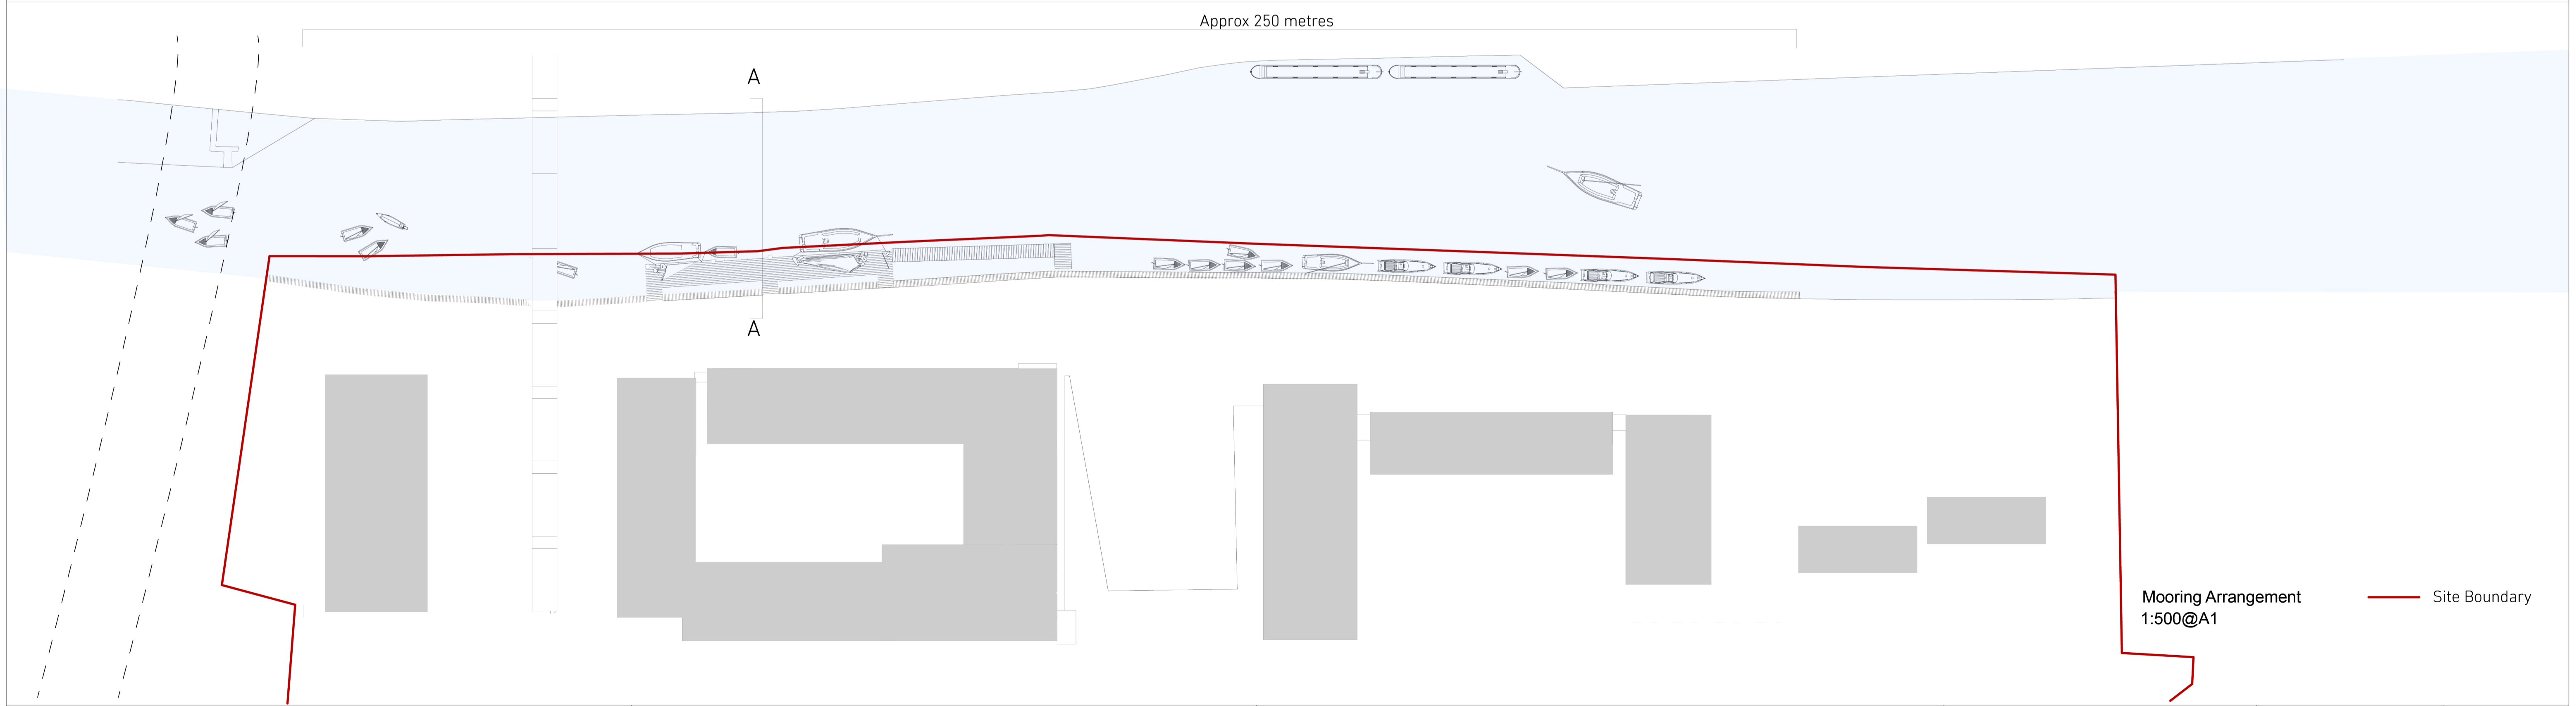 Approx 250 metres
A
A
Mooring Arrangement
1:500@A1
Site Boundary